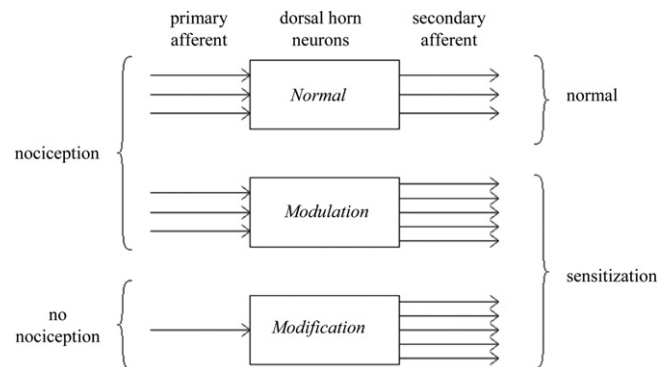 primary afferent
dorsal horn neurons
secondary afferent
Normal
normal
nociception
Modulation
sensitization
no nociception
Modification